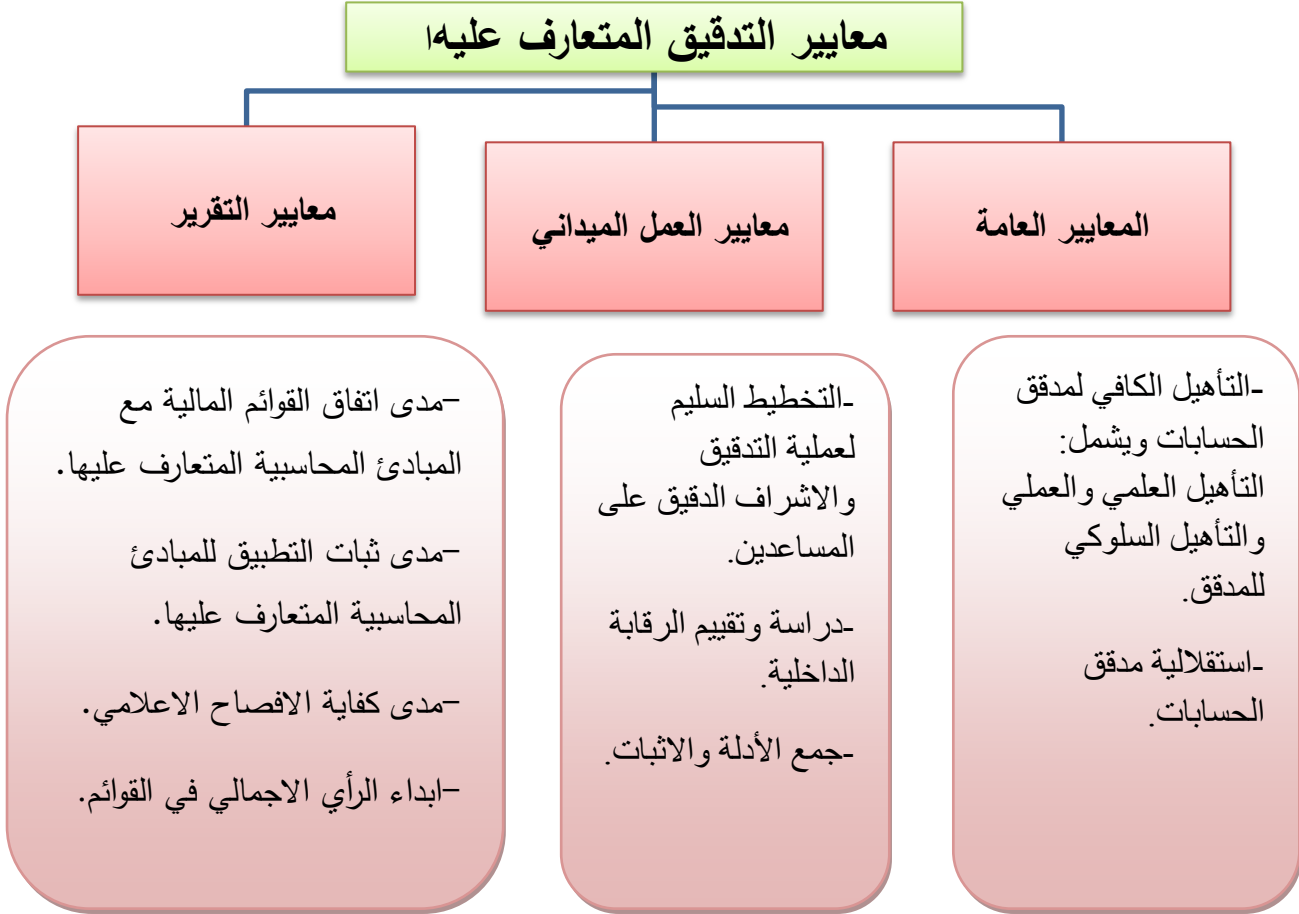 معايير التدقيق المتعارف عليها
المعايير العامة
معايير العمل الميداني
معايير التقرير
-التأهيل الكافي لمدقق
الحسابات ويشمل:
التأهيل العلمي والعملي
والتأهيل السلوكي
للمدقق.
-استقلالية مدقق
الحسابات.
-التخطيط السليم
لعملية التدقيق
والاشراف الدقيق على
المساعدين.
-دراسة وتقييم الرقابة
الداخلية.
-جمع الأدلة والاثبات.
–مدى اتفاق القوائم المالية مع
المبادئ المحاسبية المتعارف عليها.
–مدى ثبات التطبيق للمبادئ
المحاسبية المتعارف عليها.
–مدى كفاية الافصاح الاعلامي.
–ابداء الرأي الاجمالي في القوائم.